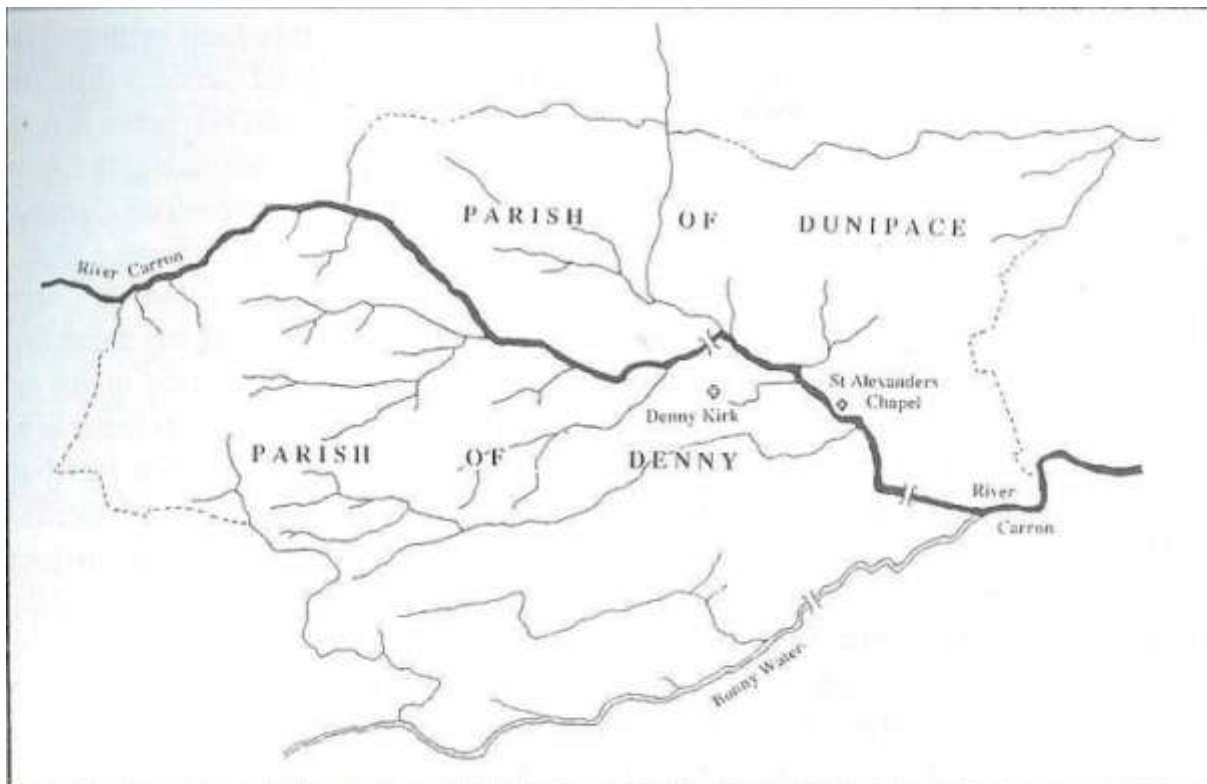 PARISH OF DUNIPACE
River Carron
St Alexanders
Chapel
Denny Kirk
PARISH OF DENNY
River
Carron
Bonny Water.